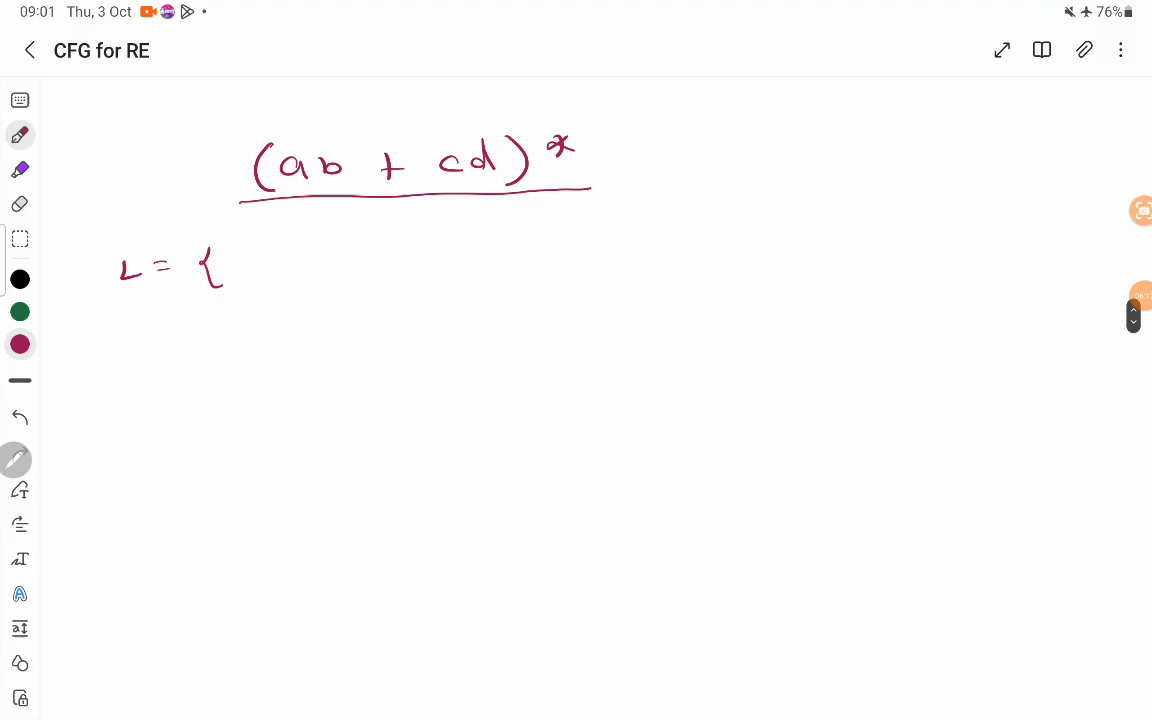 09:01 Thu, 3 Oct
76%
CFG for RE
(ab + cd)*
L = {